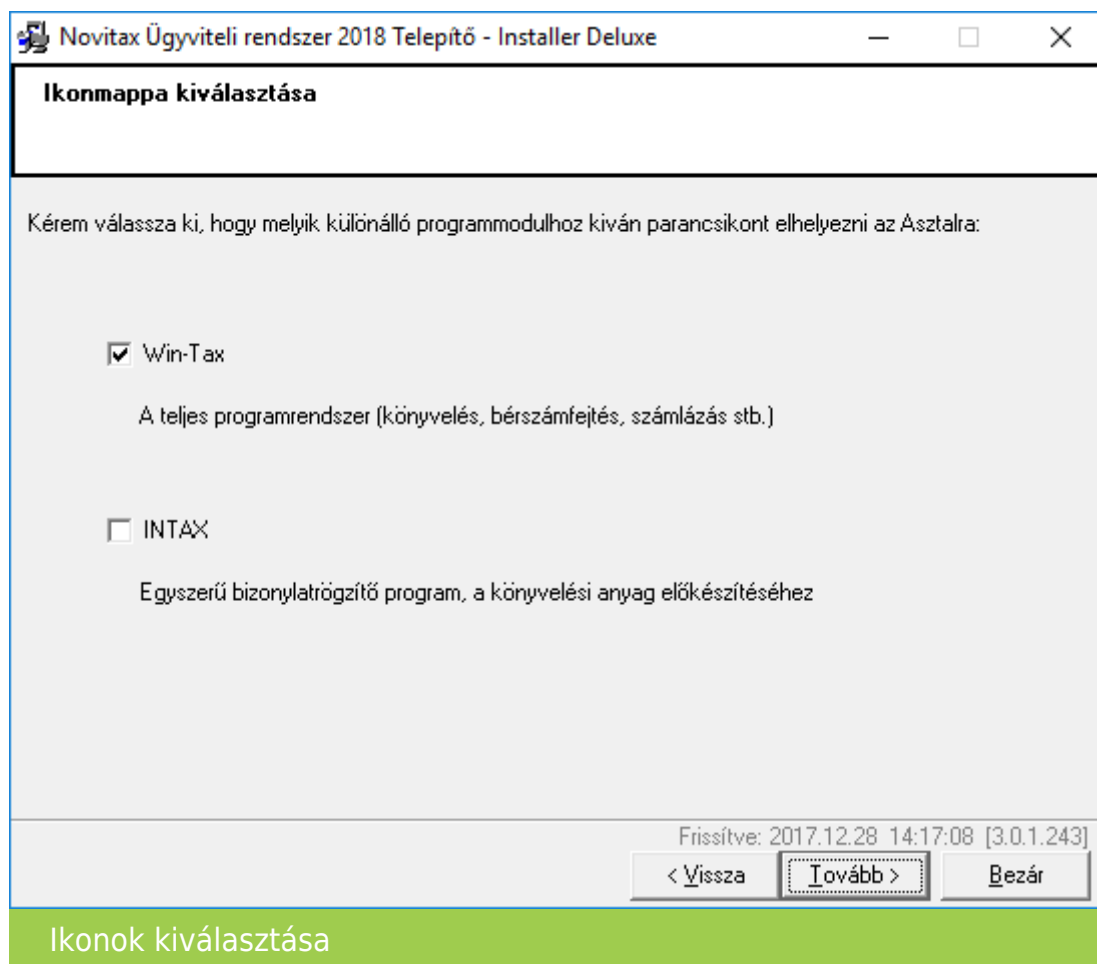 Novitax Ügyviteli rendszer 2018 Telepítő - Installer Deluxe
Ikonmappa kiválasztása
Kérem válassza ki, hogy melyik különálló programmodulhoz kiván parancsikont elhelyezni az Asztalra:
Win-Tax
A teljes programrendszer (könyvelés, bérszámfejtés, számlázás stb.)
INTAX
Egyszerű bizonylatrögzítő program, a könyvelési anyag előkészítéséhez
Frissítve: 2017.12.28 14:17:08 [3.0.1.243]
< Vissza Tovább > Bezár
Ikonok kiválasztása